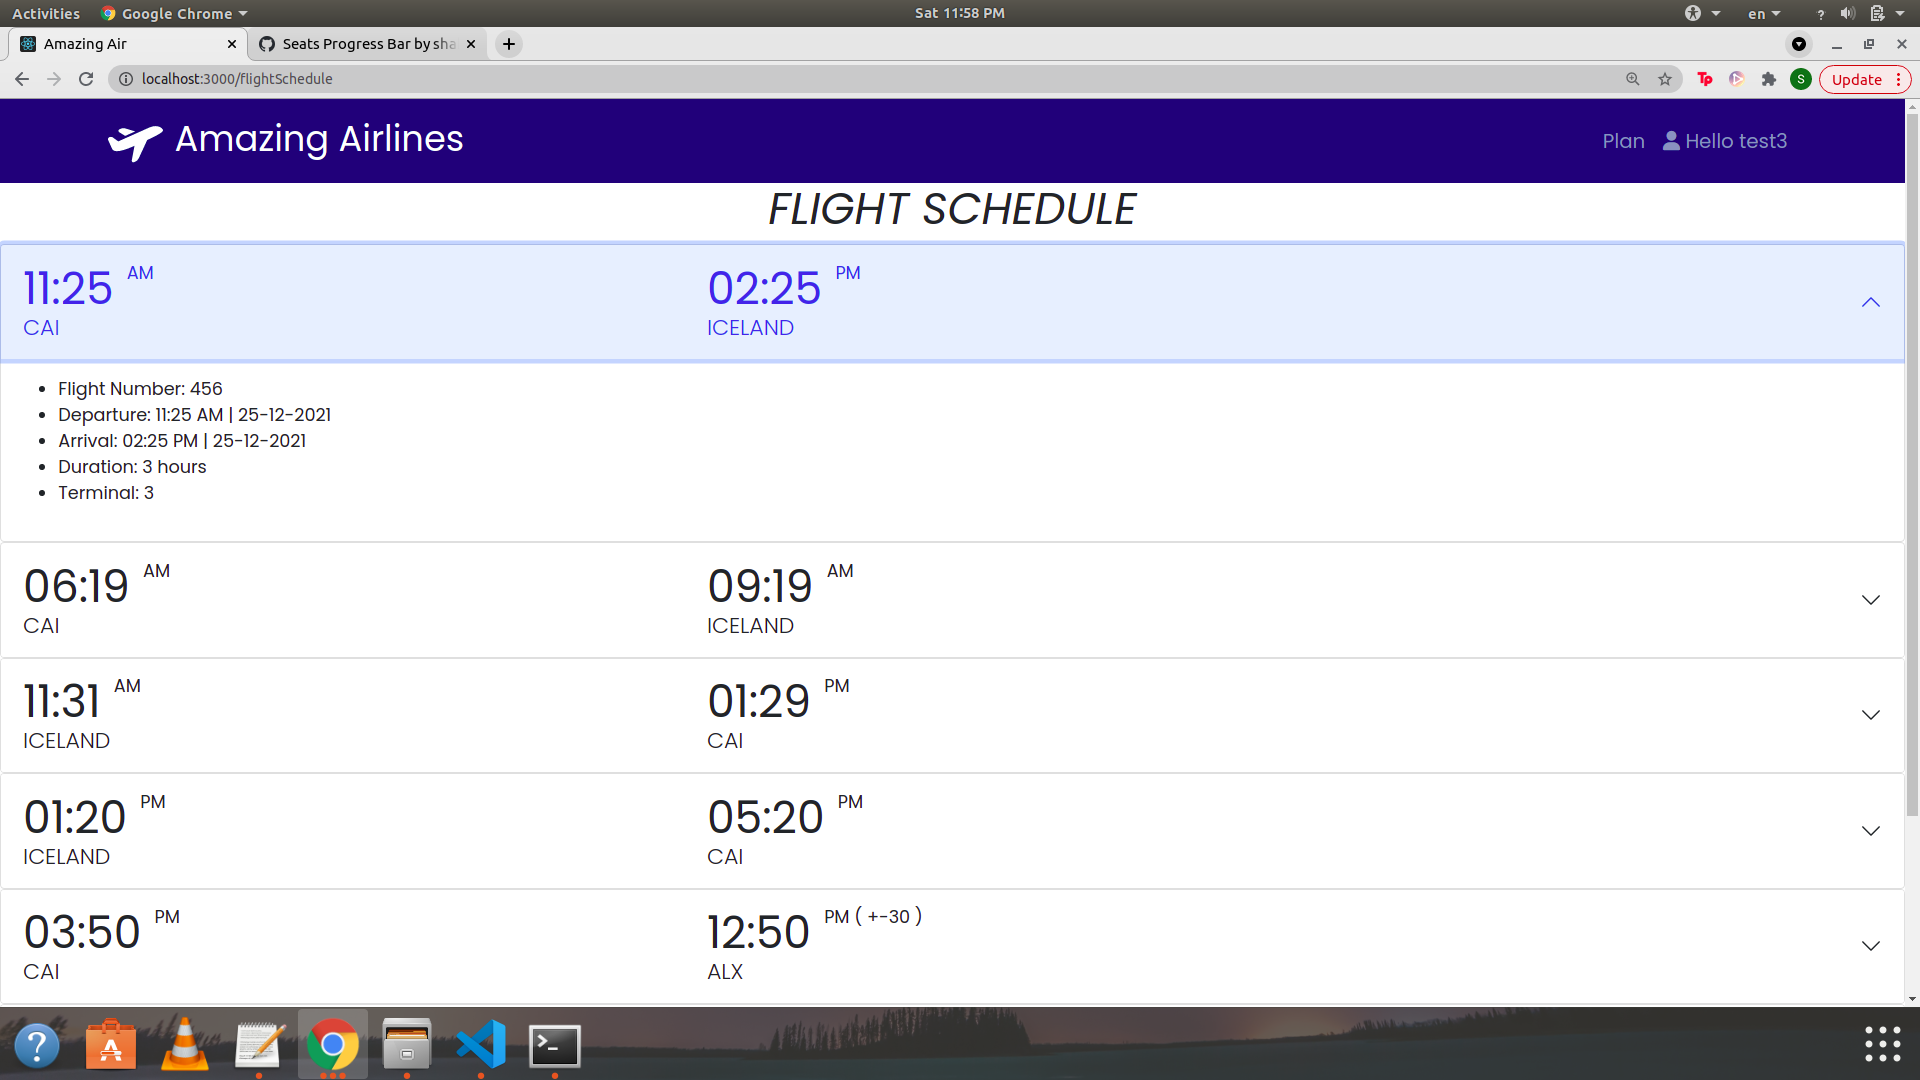 Activities Google Chrome Sat 11:58 PM en ?
Amazing Air Seats Progress Bar by sha
localhost:3000/flightSchedule Tp S Update
Amazing Airlines Plan Hello test3
FLIGHT SCHEDULE
11:25 AM 02:25 PM
CAI ICELAND
• Flight Number: 456
• Departure: 11:25 AM | 25-12-2021
• Arrival: 02:25 PM | 25-12-2021
• Duration: 3 hours
• Terminal: 3
06:19 AM 09:19 AM
CAI ICELAND
11:31 AM 01:29 PM
ICELAND CAI
01:20 PM 05:20 PM
ICELAND CAI
03:50 PM 12:50 PM ( +-30 )
CAI ALX